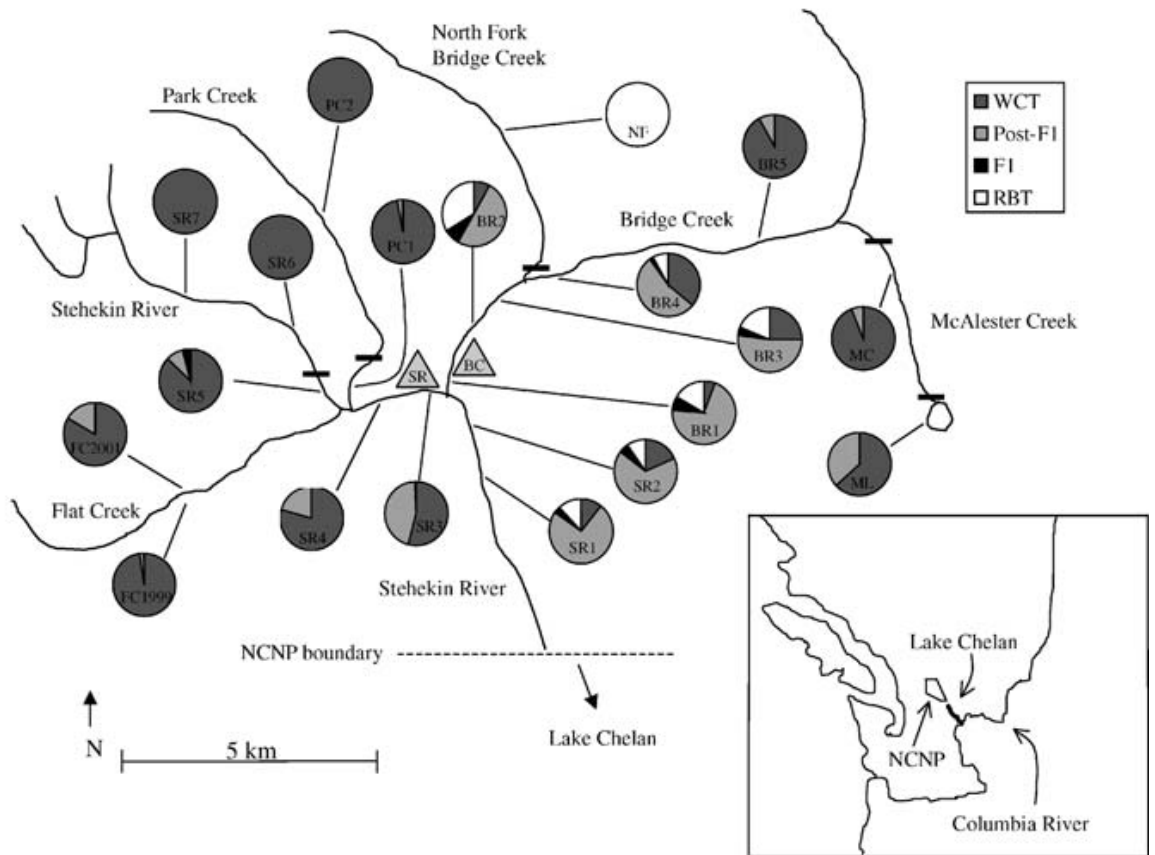 North Fork
Bridge Creek
Park Creek
PC2
NF
WCT
Post-F1
F1
RBT
BR5
SR7
SR6
PC1
BR2
Bridge Creek
Stehekin River
BR4
BR3
MC
McAlester Creek
SR5
SR
BC
BR1
FC2001
SR2
ML
Flat Creek
SR4
SR3
SR1
FC1999
Stehekin River
NCNP boundary
N
5 km
Lake Chelan
Lake Chelan
NCNP
Columbia River